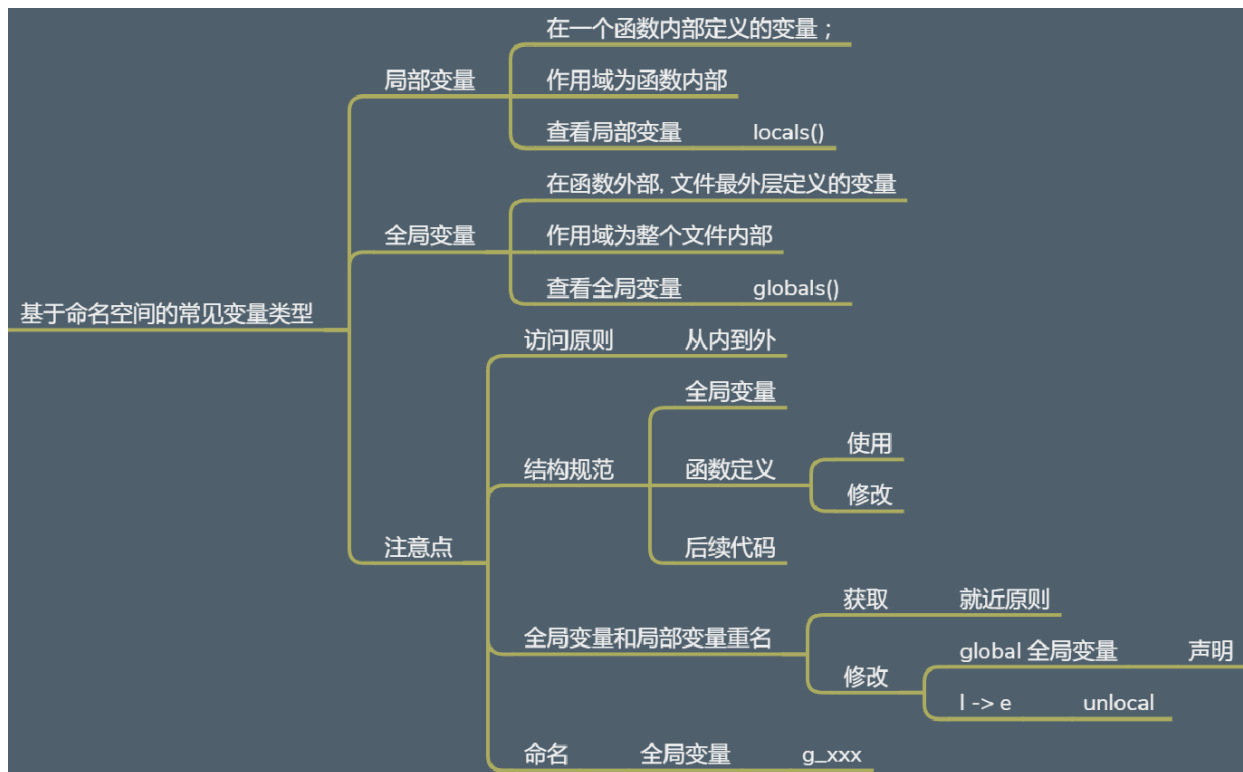 在一个函数内部定义的变量；
局部变量
作用域为函数内部
查看局部变量 locals()
在函数外部, 文件最外层定义的变量
全局变量
作用域为整个文件内部
查看全局变量 globals()
基于命名空间的常见变量类型
访问原则 从内到外
全局变量
使用
结构规范 函数定义
修改
后续代码
注意点
获取 就近原则
全局变量和局部变量重名
global 全局变量 声明
修改
l -> e unlocal
命名 全局变量 g_xxx